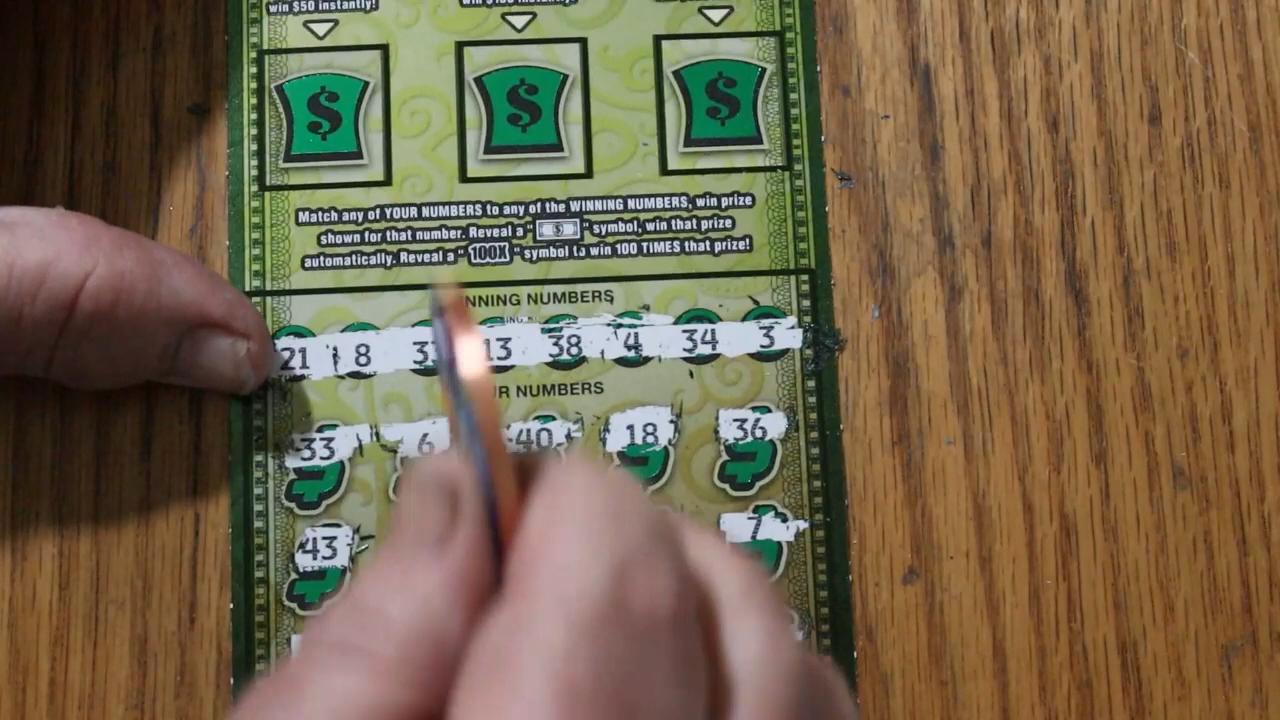 win $50 instantly!
$ $ $
Match any of YOUR NUMBERS to any of the WINNING NUMBERS, win prize
shown for that number. Reveal a " $ " symbol, win that prize
automatically. Reveal a " 100X " symbol to win 100 TIMES that prize!
NNING NUMBERS
21 8 13 38 4 34 3
UR NUMBERS
33 6 40 18 36
43 7